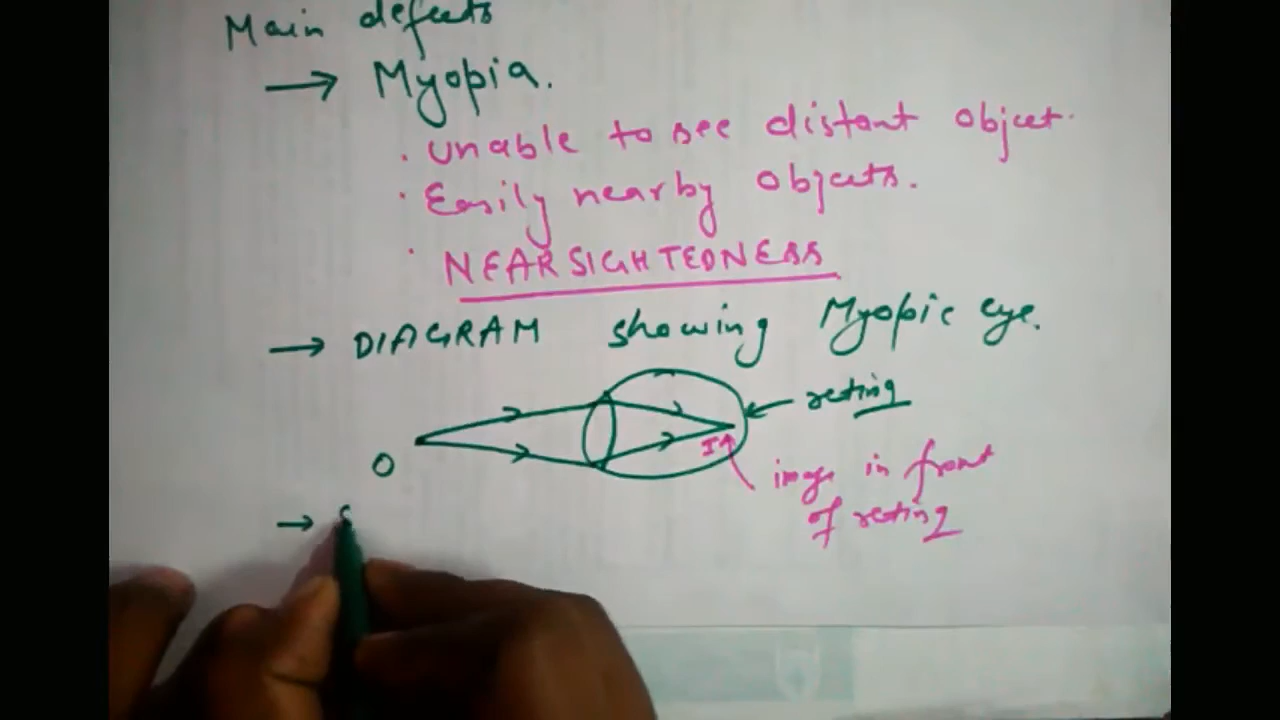 Main defects
→ Myopia.
. unable to see distant object.
. Easily nearby objects.
. NEARSIGHTEDNESS
→ DIAGRAM showing Myopic eye.
← retina
O
I
image in front
of retina
→